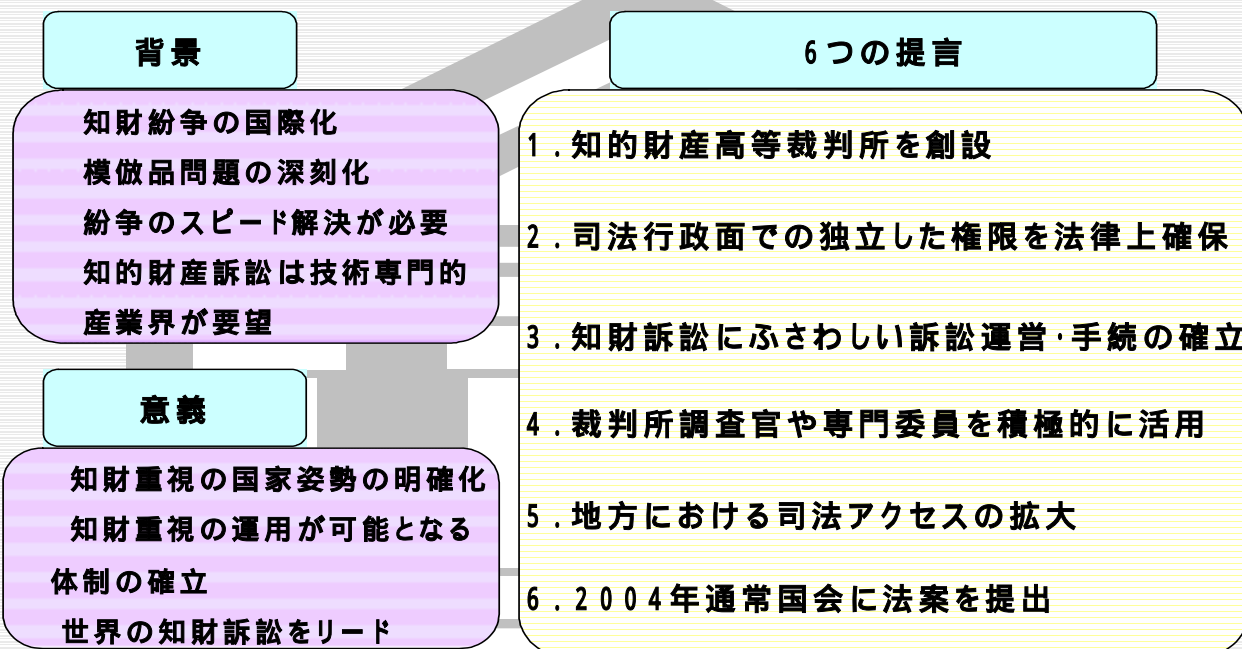 背景
知財紛争の国際化
模倣品問題の深刻化
紛争のスピード解決が必要
知的財産訴訟は技術専門的
産業界が要望
意義
知財重視の国家姿勢の明確化
知財重視の運用が可能となる
体制の確立
世界の知財訴訟をリード
6つの提言
1.知的財産高等裁判所を創設
2.司法行政面での独立した権限を法律上確保
3.知財訴訟にふさわしい訴訟運営・手続の確立
4.裁判所調査官や専門委員を積極的に活用
5.地方における司法アクセスの拡大
6.2004年通常国会に法案を提出